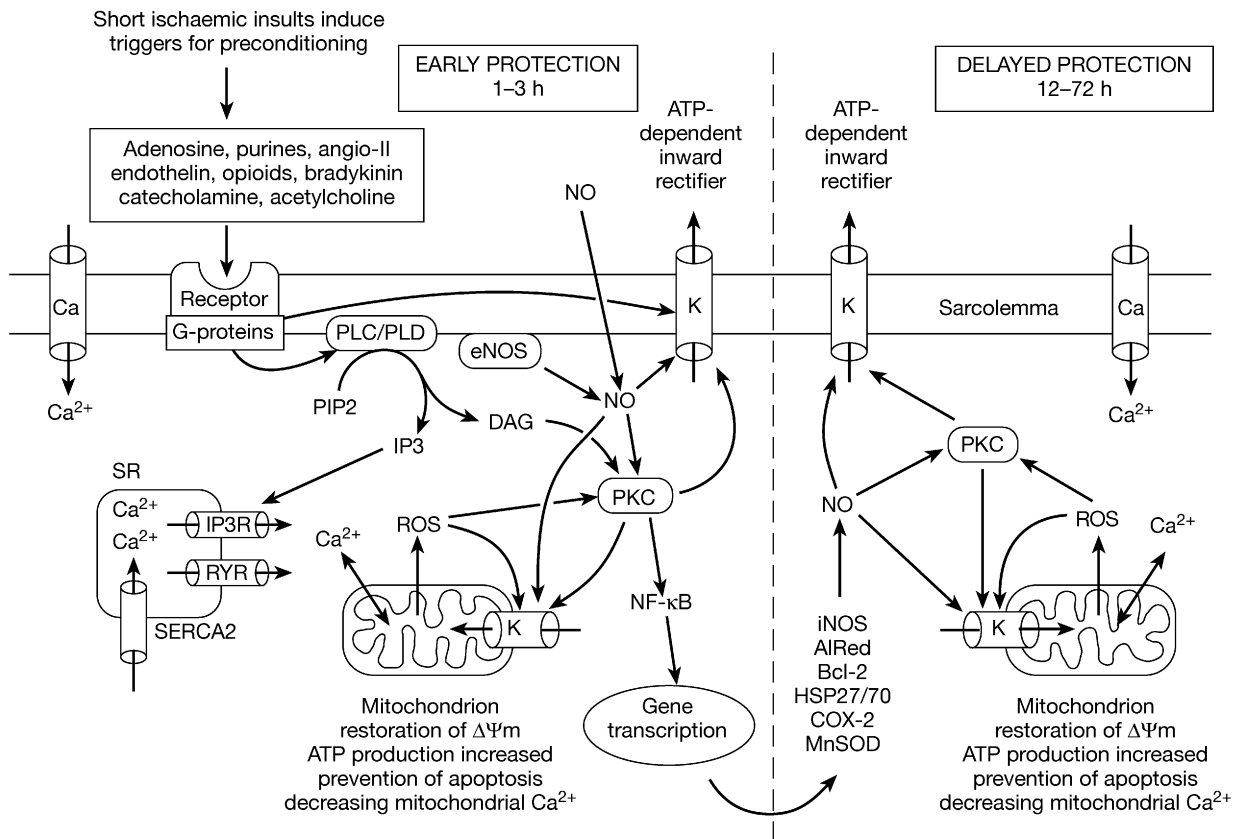 Short ischaemic insults induce
triggers for preconditioning
EARLY PROTECTION
1–3 h
DELAYED PROTECTION
12–72 h
Adenosine, purines, angio-II
endothelin, opioids, bradykinin
catecholamine, acetylcholine
ATP-
dependent
inward
rectifier
ATP-
dependent
inward
rectifier
NO
Ca
Receptor
G-proteins
PLC/PLD
eNOS
K
K
Sarcolemma
Ca
Ca2+
PIP2
NO
Ca2+
DAG
IP3
PKC
SR
Ca2+
IP3R
Ca2+
RYR
SERCA2
Ca2+
ROS
PKC
NO
ROS
Ca2+
K
NF-κB
K
iNOS
AlRed
Bcl-2
HSP27/70
COX-2
MnSOD
Mitochondrion
restoration of ΔΨm
ATP production increased
prevention of apoptosis
decreasing mitochondrial Ca2+
Gene
transcription
Mitochondrion
restoration of ΔΨm
ATP production increased
prevention of apoptosis
decreasing mitochondrial Ca2+